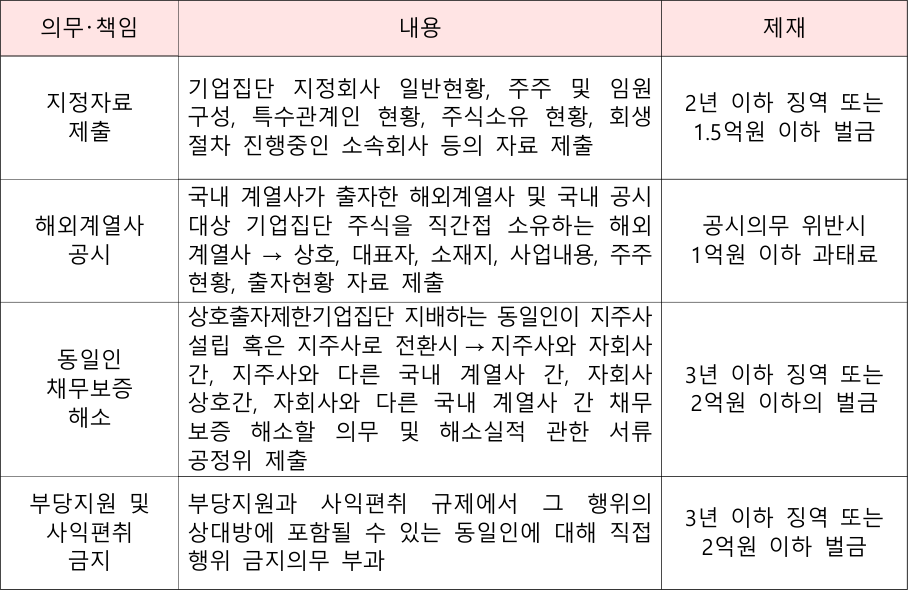 의무·책임
내용
제재
지정자료
제출
기업집단 지정회사 일반현황, 주주 및 임원
구성, 특수관계인 현황, 주식소유 현황, 회생
절차 진행중인 소속회사 등의 자료 제출
2년 이하 징역 또는
1.5억원 이하 벌금
해외계열사
공시
국내 계열사가 출자한 해외계열사 및 국내 공시
대상 기업집단 주식을 직간접 소유하는 해외
계열사 → 상호, 대표자, 소재지, 사업내용, 주주
현황, 출자현황 자료 제출
공시의무 위반시
1억원 이하 과태료
동일인
채무보증
해소
상호출자제한기업집단 지배하는 동일인이 지주사
설립 혹은 지주사로 전환시 → 지주사와 자회사
간, 지주사와 다른 국내 계열사 간, 자회사
상호간, 자회사와 다른 국내 계열사 간 채무
보증 해소할 의무 및 해소실적 관한 서류
공정위 제출
3년 이하 징역 또는
2억원 이하의 벌금
부당지원 및
사익편취
금지
부당지원과 사익편취 규제에서 그 행위의
상대방에 포함될 수 있는 동일인에 대해 직접
행위 금지의무 부과
3년 이하 징역 또는
2억원 이하 벌금